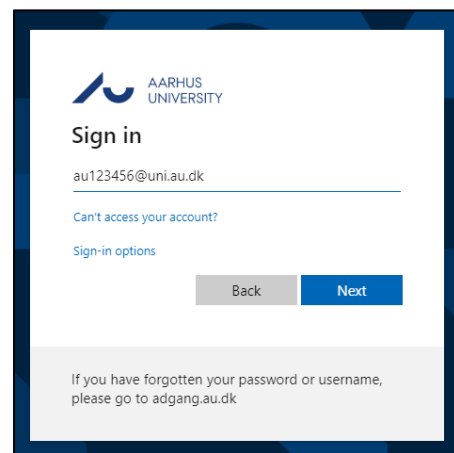 AARHUS
UNIVERSITY
Sign in
au123456@uni.au.dk
Can't access your account?
Sign-in options
Back Next
If you have forgotten your password or username,
please go to adgang.au.dk